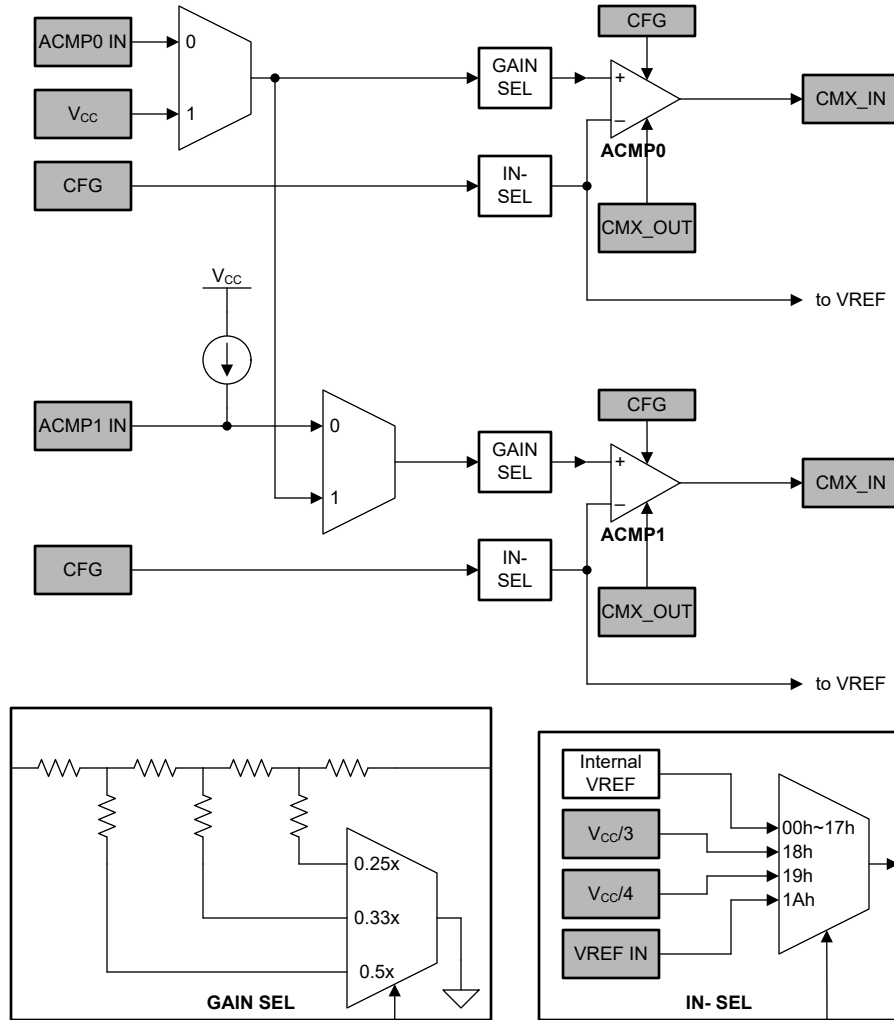 ACMP0 IN
0
VCC
1
CFG
GAIN
SEL
IN-
SEL
CFG
+
–
ACMP0
CMX_OUT
CMX_IN
to VREF
VCC
ACMP1 IN
0
1
CFG
GAIN
SEL
IN-
SEL
CFG
+
–
ACMP1
CMX_OUT
CMX_IN
to VREF
0.25x
0.33x
0.5x
GAIN SEL
Internal
VREF
VCC/3
VCC/4
VREF IN
00h~17h
18h
19h
1Ah
IN- SEL